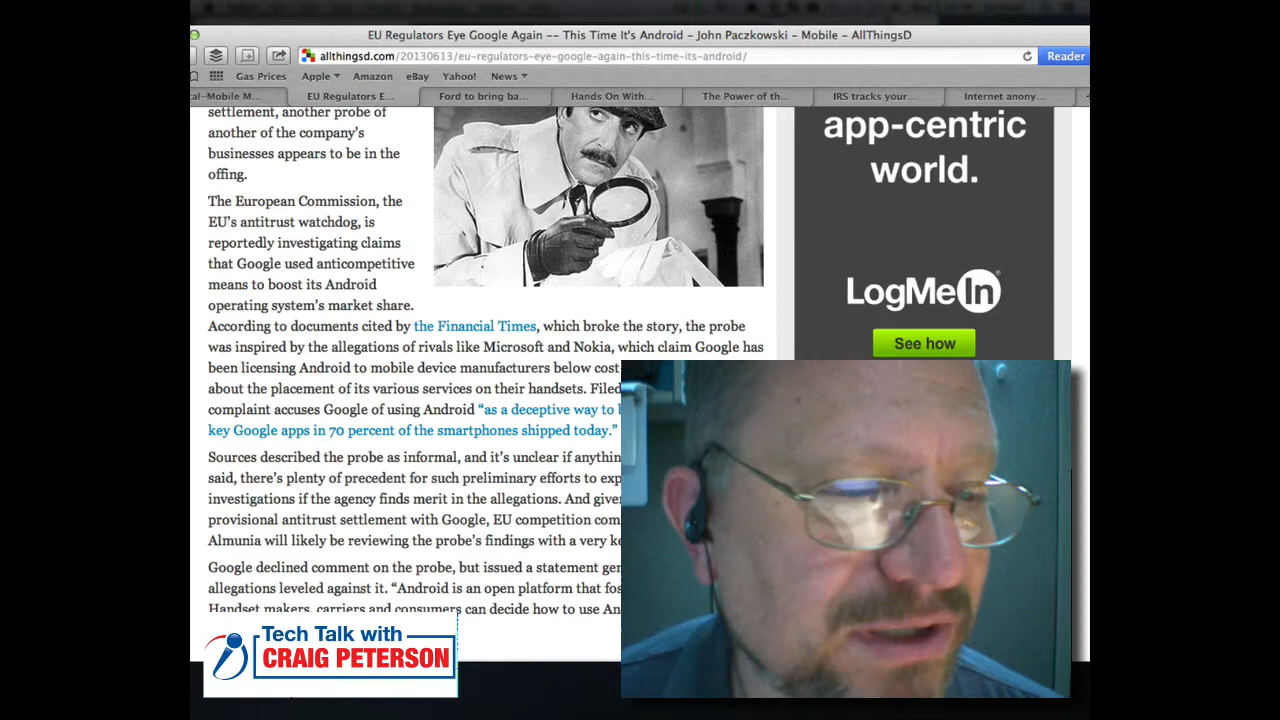 EU Regulators Eye Google Again -- This Time It's Android - John Paczkowski - Mobile - AllThingsD
allthingsd.com/20130613/eu-regulators-eye-google-again-this-time-its-android/
Reader
Gas Prices Apple Amazon eBay Yahoo! News
al-Mobile M... EU Regulators E... Ford to bring ba... Hands On With... The Power of th... IRS tracks your... Internet anony...
settlement, another probe of
another of the company's
businesses appears to be in the
offing.
The European Commission, the
EU's antitrust watchdog, is
reportedly investigating claims
that Google used anticompetitive
means to boost its Android
operating system's market share.
According to documents cited by the Financial Times, which broke the story, the probe
was inspired by the allegations of rivals like Microsoft and Nokia, which claim Google has
been licensing Android to mobile device manufacturers below cost
about the placement of its various services on their handsets. Filed
complaint accuses Google of using Android “as a deceptive way to
key Google apps in 70 percent of the smartphones shipped today.”
Sources described the probe as informal, and it's unclear if anythin
said, there's plenty of precedent for such preliminary efforts to exp
investigations if the agency finds merit in the allegations. And give
provisional antitrust settlement with Google, EU competition com
Almunia will likely be reviewing the probe's findings with a very k
Google declined comment on the probe, but issued a statement ge
allegations leveled against it. “Android is an open platform that fos
Handset makers, carriers and consumers can decide how to use An
app-centric
world.
LogMeIn
See how
Tech Talk with
CRAIG PETERSON